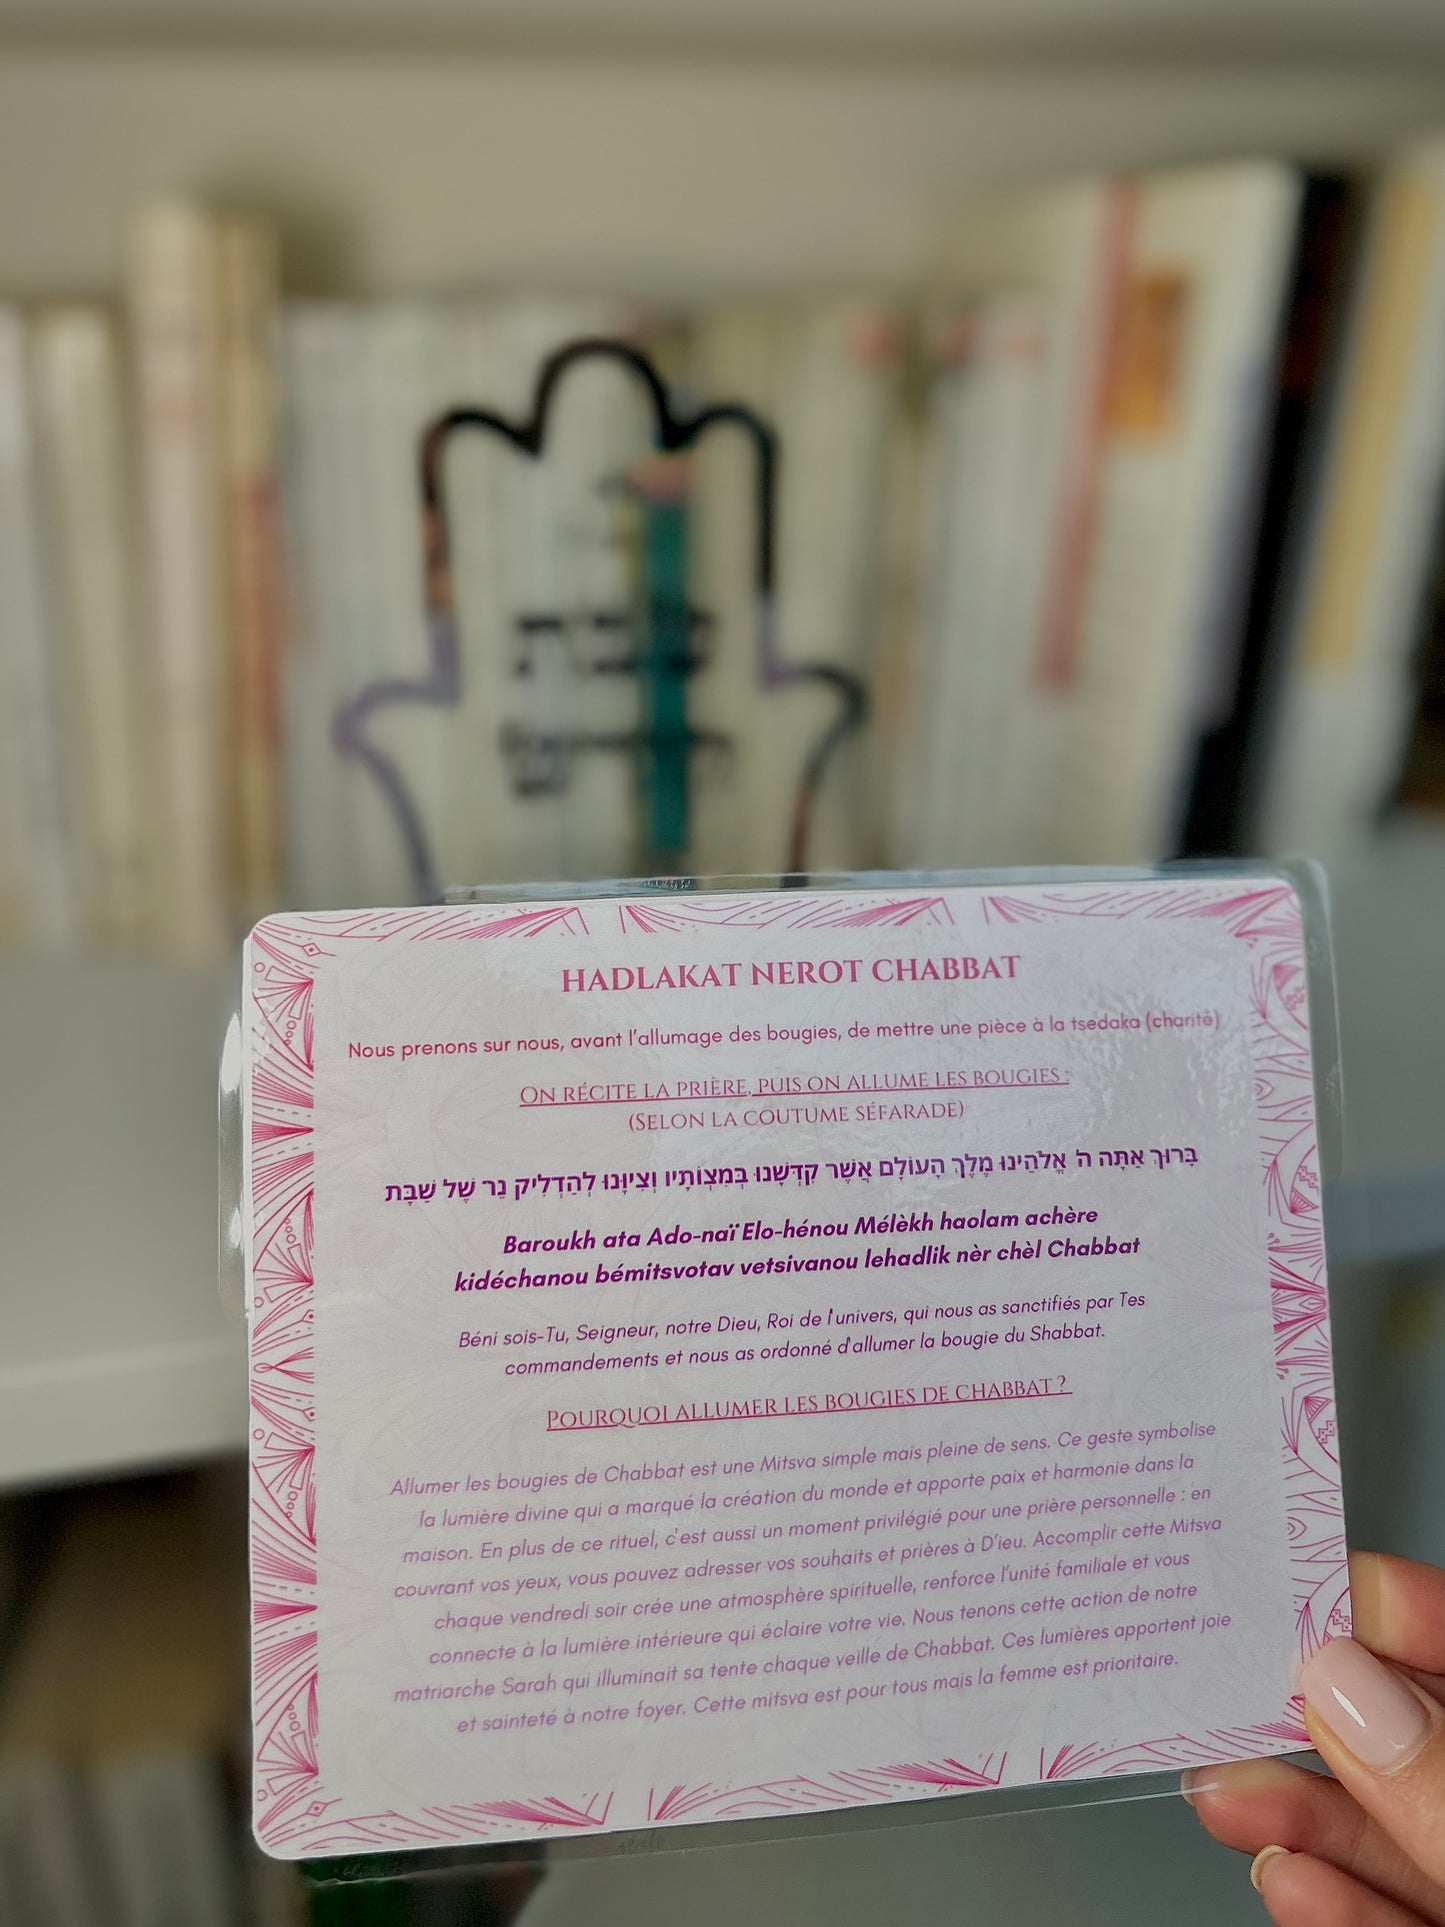 HADLAKAT NEROT CHABBAT
Nous prenons sur nous, avant l'allumage des bougies, de mettre une pièce à la tsedaka (charité)
ON RÉCITE LA PRIÈRE, PUIS ON ALLUME LES BOUGIES :
(SELON LA COUTUME SÉFARADE)
בָּרוּךְ אַתָּה ה' אֱלֹהֵינוּ מֶלֶךְ הָעוֹלָם אֲשֶׁר קִדְּשָׁנוּ בְּמִצְוֹתָיו וְצִיוָּנוּ לְהַדְלִיק נֵר שֶׁל שַׁבָּת
Baroukh ata Ado-naï Elo-hénou Mélèkh haolam achère
kidéchanou bémitsvotav vetsivanou lehadlik nèr chèl Chabbat
Béni sois-Tu, Seigneur, notre Dieu, Roi de l'univers, qui nous as sanctifiés par Tes
commandements et nous as ordonné d'allumer la bougie du Shabbat.
POURQUOI ALLUMER LES BOUGIES DE CHABBAT ?
Allumer les bougies de Chabbat est une Mitsva simple mais pleine de sens. Ce geste symbolise
la lumière divine qui a marqué la création du monde et apporte paix et harmonie dans la
maison. En plus de ce rituel, c'est aussi un moment privilégié pour une prière personnelle : en
couvrant vos yeux, vous pouvez adresser vos souhaits et prières à D'ieu. Accomplir cette Mitsva
chaque vendredi soir crée une atmosphère spirituelle, renforce l'unité familiale et vous
connecte à la lumière intérieure qui éclaire votre vie. Nous tenons cette action de notre
matriarche Sarah qui illuminait sa tente chaque veille de Chabbat. Ces lumières apportent joie
et sainteté à notre foyer. Cette mitsva est pour tous mais la femme est prioritaire.